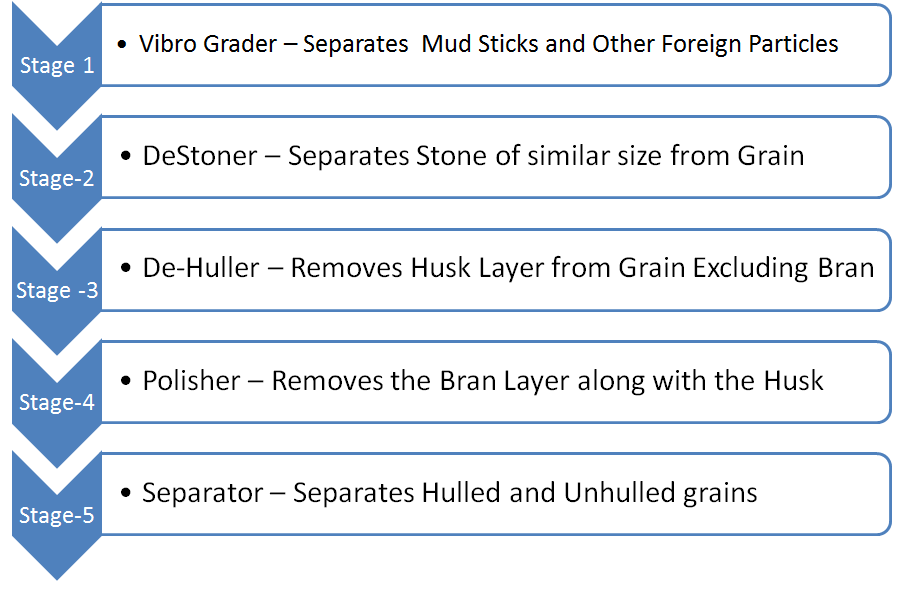 Stage 1
• Vibro Grader – Separates  Mud Sticks and Other Foreign Particles
Stage-2
• DeStoner – Separates Stone of similar size from Grain
Stage -3
• De-Huller – Removes Husk Layer from Grain Excluding Bran
Stage-4
• Polisher – Removes the Bran Layer along with the Husk
Stage-5
• Separator – Separates Hulled and Unhulled grains